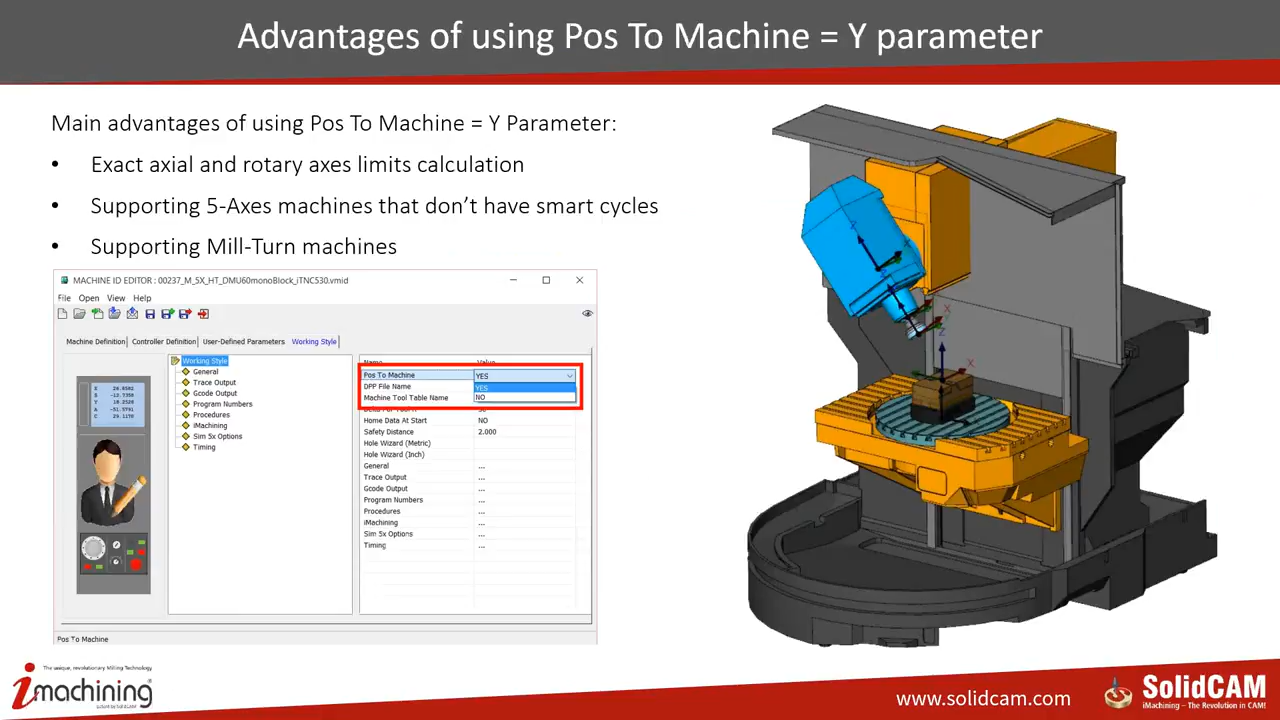 Advantages of using Pos To Machine = Y parameter
Main advantages of using Pos To Machine = Y Parameter:
• Exact axial and rotary axes limits calculation
• Supporting 5-Axes machines that don’t have smart cycles
• Supporting Mill-Turn machines
MACHINE ID EDITOR : 00237_M_5X_HT_DMU60monoBlock_iTNC530.vmid
File Open View Help
Machine Definition Controller Definition User-Defined Parameters Working Style
Working Style
General
Trace Output
Gcode Output
Program Numbers
Procedures
iMachining
Sim 5x Options
Timing
Name Value
Pos To Machine YES
DPP File Name YES
Machine Tool Table Name NO
Home Data At Start NO
Safety Distance 2.000
Hole Wizard (Metric)
Hole Wizard (Inch)
General ...
Trace Output ...
Gcode Output ...
Program Numbers ...
Procedures ...
iMachining ...
Sim 5x Options ...
Timing ...
Pos To Machine
X
Z
X
The unique, revolutionary Milling Technology
imachining
www.solidcam.com
SolidCAM
iMachining – The Revolution in CAM!